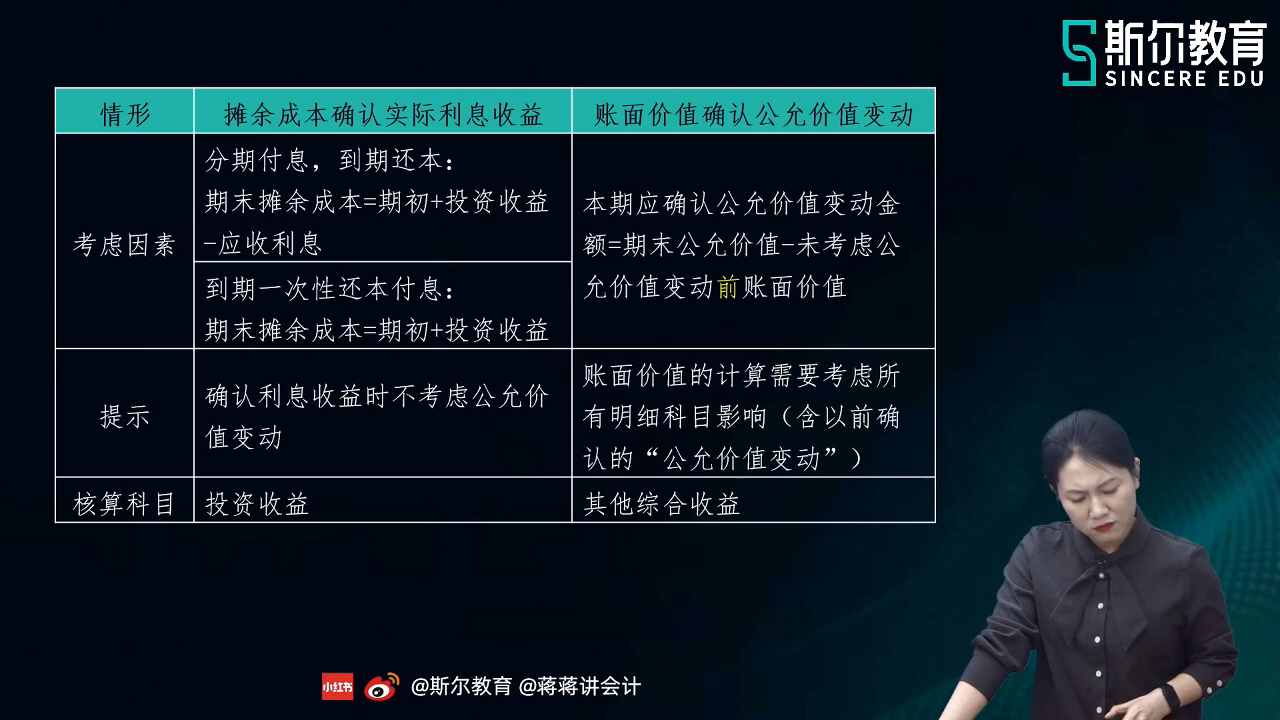 斯尔教育
SINCERE EDU
情形
摊余成本确认实际利息收益
账面价值确认公允价值变动
考虑因素
分期付息，到期还本：
期末摊余成本=期初+投资收益
-应收利息
到期一次性还本付息：
期末摊余成本=期初+投资收益
本期应确认公允价值变动金
额=期末公允价值-未考虑公
允价值变动前账面价值
提示
确认利息收益时不考虑公允价
值变动
账面价值的计算需要考虑所
有明细科目影响（含以前确
认的“公允价值变动”）
核算科目
投资收益
其他综合收益
小红书
@斯尔教育 @蒋蒋讲会计